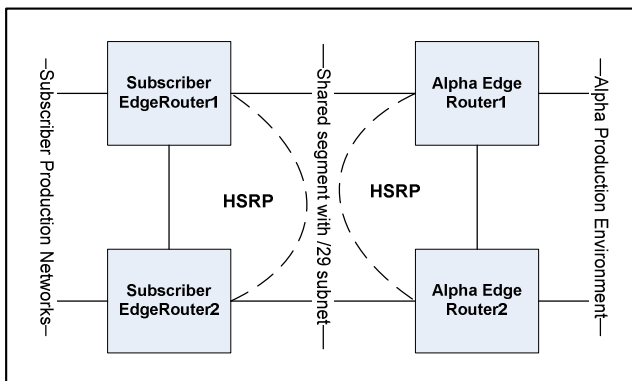 Subscriber Production Networks
Subscriber
EdgeRouter1
Shared segment with /29 subnet
Alpha Edge
Router1
Alpha Production Environment
HSRP
HSRP
Subscriber
EdgeRouter2
Alpha Edge
Router2